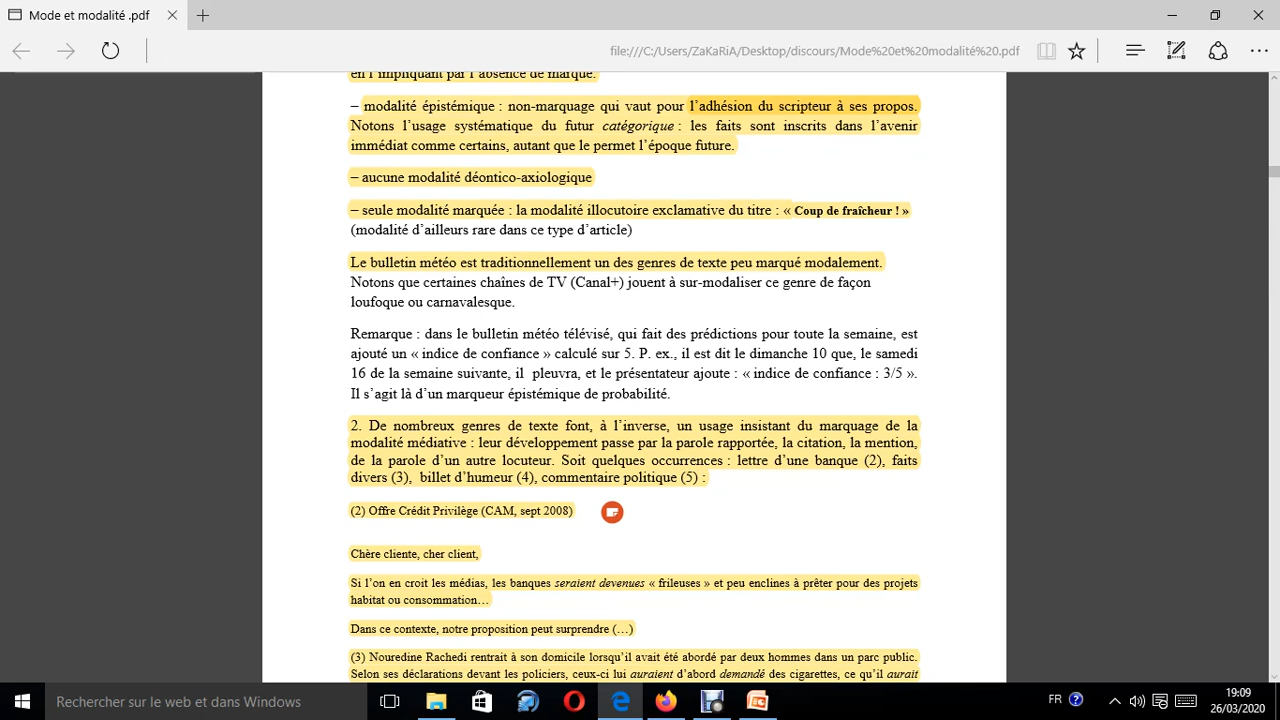 Mode et modalité .pdf
file:///C:/Users/ZaKaRiA/Desktop/discours/Mode%20et%20modalité%20.pdf
en l'impliquant par l'absence de marque.
– modalité épistémique : non-marquage qui vaut pour l'adhésion du scripteur à ses propos.
Notons l'usage systématique du futur catégorique : les faits sont inscrits dans l'avenir
immédiat comme certains, autant que le permet l'époque future.
– aucune modalité déontico-axiologique
– seule modalité marquée : la modalité illocutoire exclamative du titre : « Coup de fraîcheur ! »
(modalité d'ailleurs rare dans ce type d'article)
Le bulletin météo est traditionnellement un des genres de texte peu marqué modalement.
Notons que certaines chaînes de TV (Canal+) jouent à sur-modaliser ce genre de façon
loufoque ou carnavalesque.
Remarque : dans le bulletin météo télévisé, qui fait des prédictions pour toute la semaine, est
ajouté un « indice de confiance » calculé sur 5. P. ex., il est dit le dimanche 10 que, le samedi
16 de la semaine suivante, il pleuvra, et le présentateur ajoute : « indice de confiance : 3/5 ».
Il s'agit là d'un marqueur épistémique de probabilité.
2. De nombreux genres de texte font, à l'inverse, un usage insistant du marquage de la
modalité médiative : leur développement passe par la parole rapportée, la citation, la mention,
de la parole d'un autre locuteur. Soit quelques occurrences : lettre d'une banque (2), faits
divers (3), billet d'humeur (4), commentaire politique (5) :
(2) Offre Crédit Privilège (CAM, sept 2008)
Chère cliente, cher client,
Si l'on en croit les médias, les banques seraient devenues « frileuses » et peu enclines à prêter pour des projets
habitat ou consommation…
Dans ce contexte, notre proposition peut surprendre (…)
(3) Nouredine Rachedi rentrait à son domicile lorsqu'il avait été abordé par deux hommes dans un parc public.
Selon ses déclarations devant les policiers, ceux-ci lui auraient d'abord demandé des cigarettes, ce qu'il aurait
Rechercher sur le web et dans Windows
FR
19:09
26/03/2020